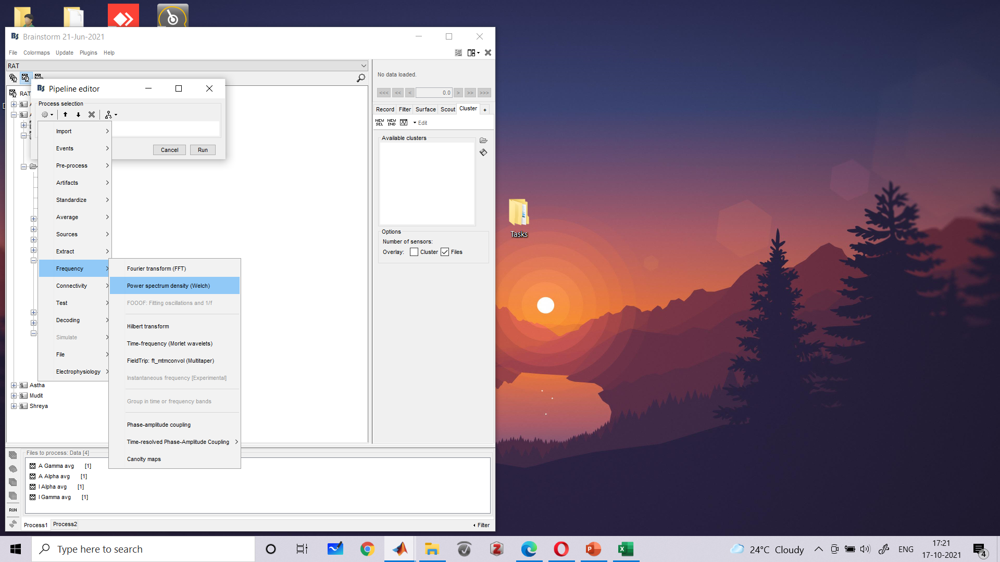 Brainstorm 21-Jun-2021
File Colormaps Update Plugins Help
RAT
RAT
Pipeline editor
Process selection
Cancel Run
Import
Events
Pre-process
Artifacts
Standardize
Average
Sources
Extract
Frequency
Connectivity
Test
Decoding
Simulate
File
Electrophysiology
Fourier transform (FFT)
Power spectrum density (Welch)
FOOOF: Fitting oscillations and 1/f
Hilbert transform
Time-frequency (Morlet wavelets)
FieldTrip: ft_mtmconvol (Multitaper)
Instantaneous frequency [Experimental]
Group in time or frequency bands
Phase-amplitude coupling
Time-resolved Phase-Amplitude Coupling
Canolty maps
Astha
Mudit
Shreya
No data loaded.
<<< << < 0.0 > >> >>>
Record Filter Surface Scout Cluster +
NEW SEL NEW IND Edit
Available clusters
Options
Number of sensors:
Overlay: Cluster Files
Files to process: Data [4]
A Gamma avg [1]
A Alpha avg [1]
I Alpha avg [1]
I Gamma avg [1]
RUN
Process1 Process2
Filter
Tasks
Type here to search
24°C Cloudy
ENG
17:21
17-10-2021
4